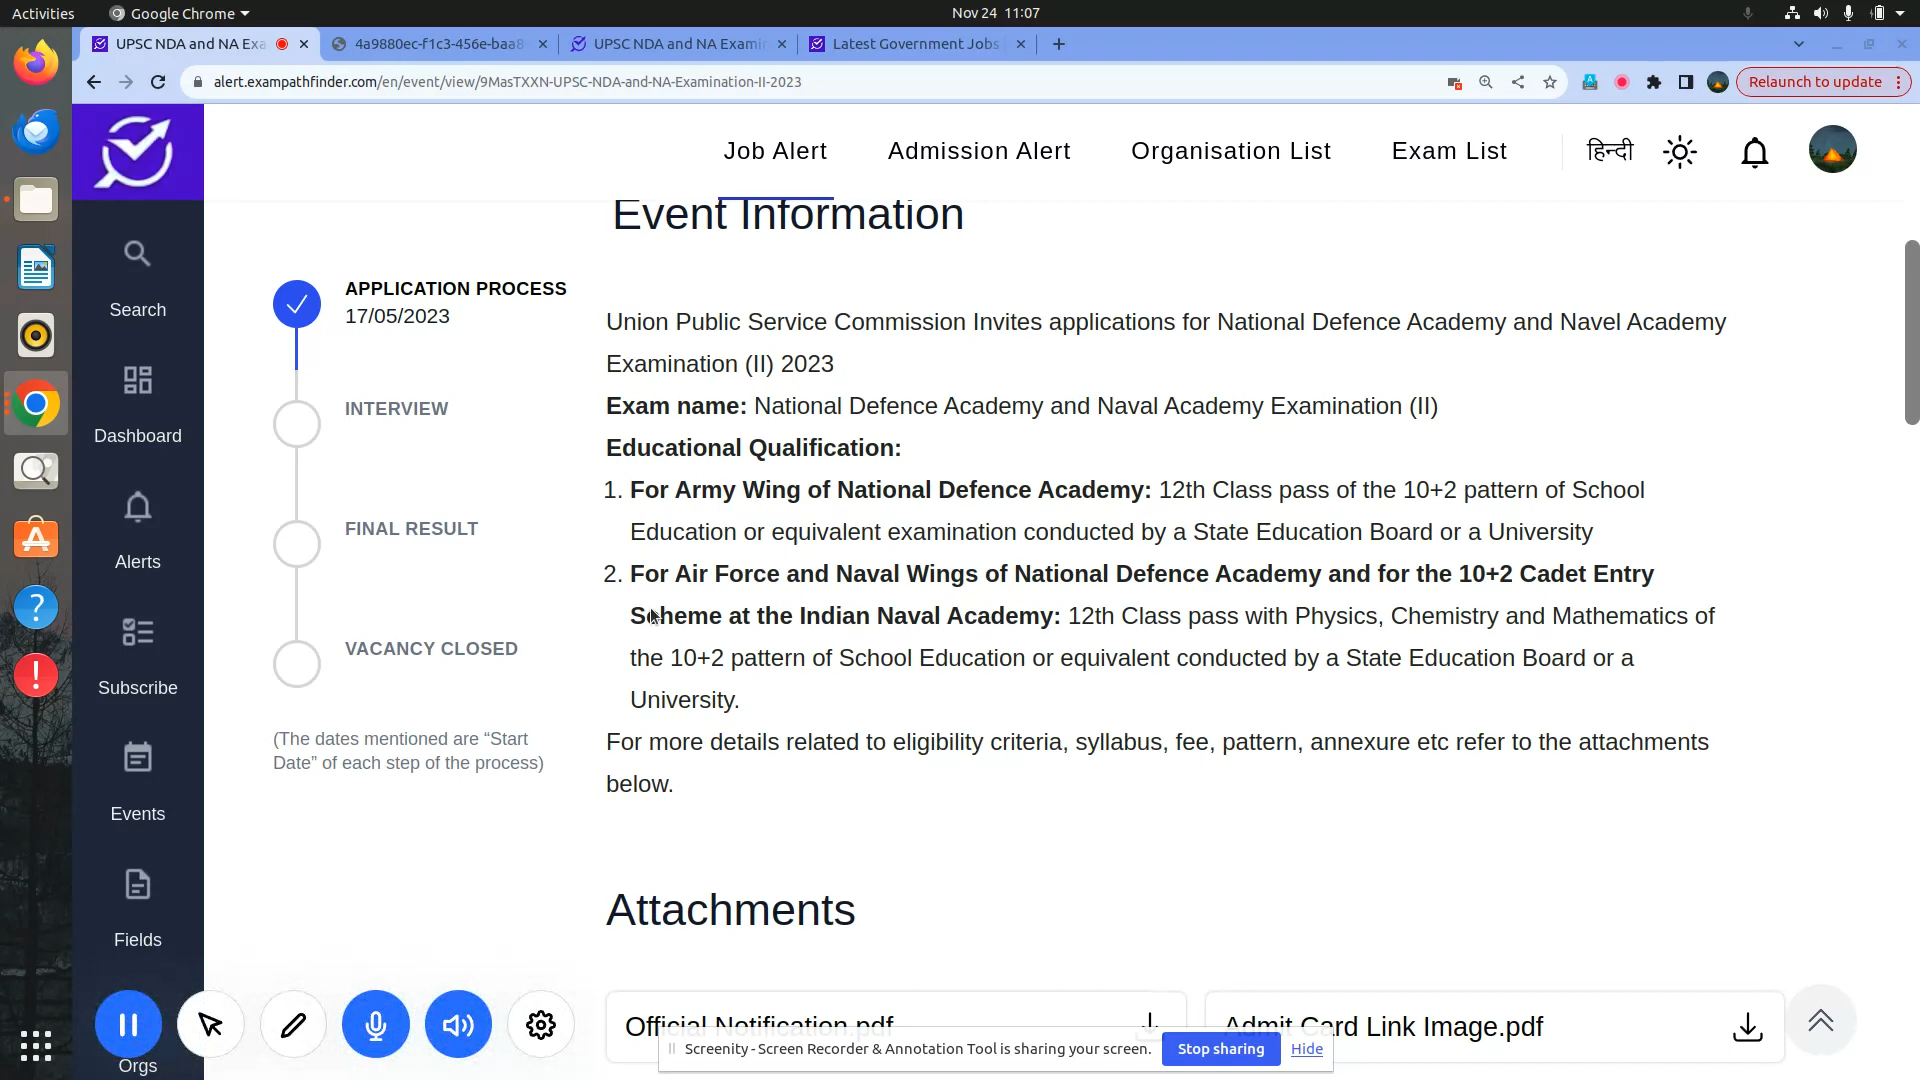 Activities
Google Chrome
Nov 24 11:07
UPSC NDA and NA Exa
4a9880ec-f1c3-456e-baa8
UPSC NDA and NA Examin
Latest Government Jobs
alert.exampathfinder.com/en/event/view/9MasTXXN-UPSC-NDA-and-NA-Examination-II-2023
Relaunch to update
Job Alert
Admission Alert
Organisation List
Exam List
हिन्दी
Search
Dashboard
Alerts
Subscribe
Events
Fields
Orgs
APPLICATION PROCESS
17/05/2023
INTERVIEW
FINAL RESULT
VACANCY CLOSED
(The dates mentioned are “Start
Date” of each step of the process)
Event Information
Union Public Service Commission Invites applications for National Defence Academy and Navel Academy
Examination (II) 2023
Exam name: National Defence Academy and Naval Academy Examination (II)
Educational Qualification:
1. For Army Wing of National Defence Academy: 12th Class pass of the 10+2 pattern of School
Education or equivalent examination conducted by a State Education Board or a University
2. For Air Force and Naval Wings of National Defence Academy and for the 10+2 Cadet Entry
Scheme at the Indian Naval Academy: 12th Class pass with Physics, Chemistry and Mathematics of
the 10+2 pattern of School Education or equivalent conducted by a State Education Board or a
University.
For more details related to eligibility criteria, syllabus, fee, pattern, annexure etc refer to the attachments
below.
Attachments
Official Notification.pdf
Admit Card Link Image.pdf
Screenity - Screen Recorder & Annotation Tool is sharing your screen.
Stop sharing
Hide